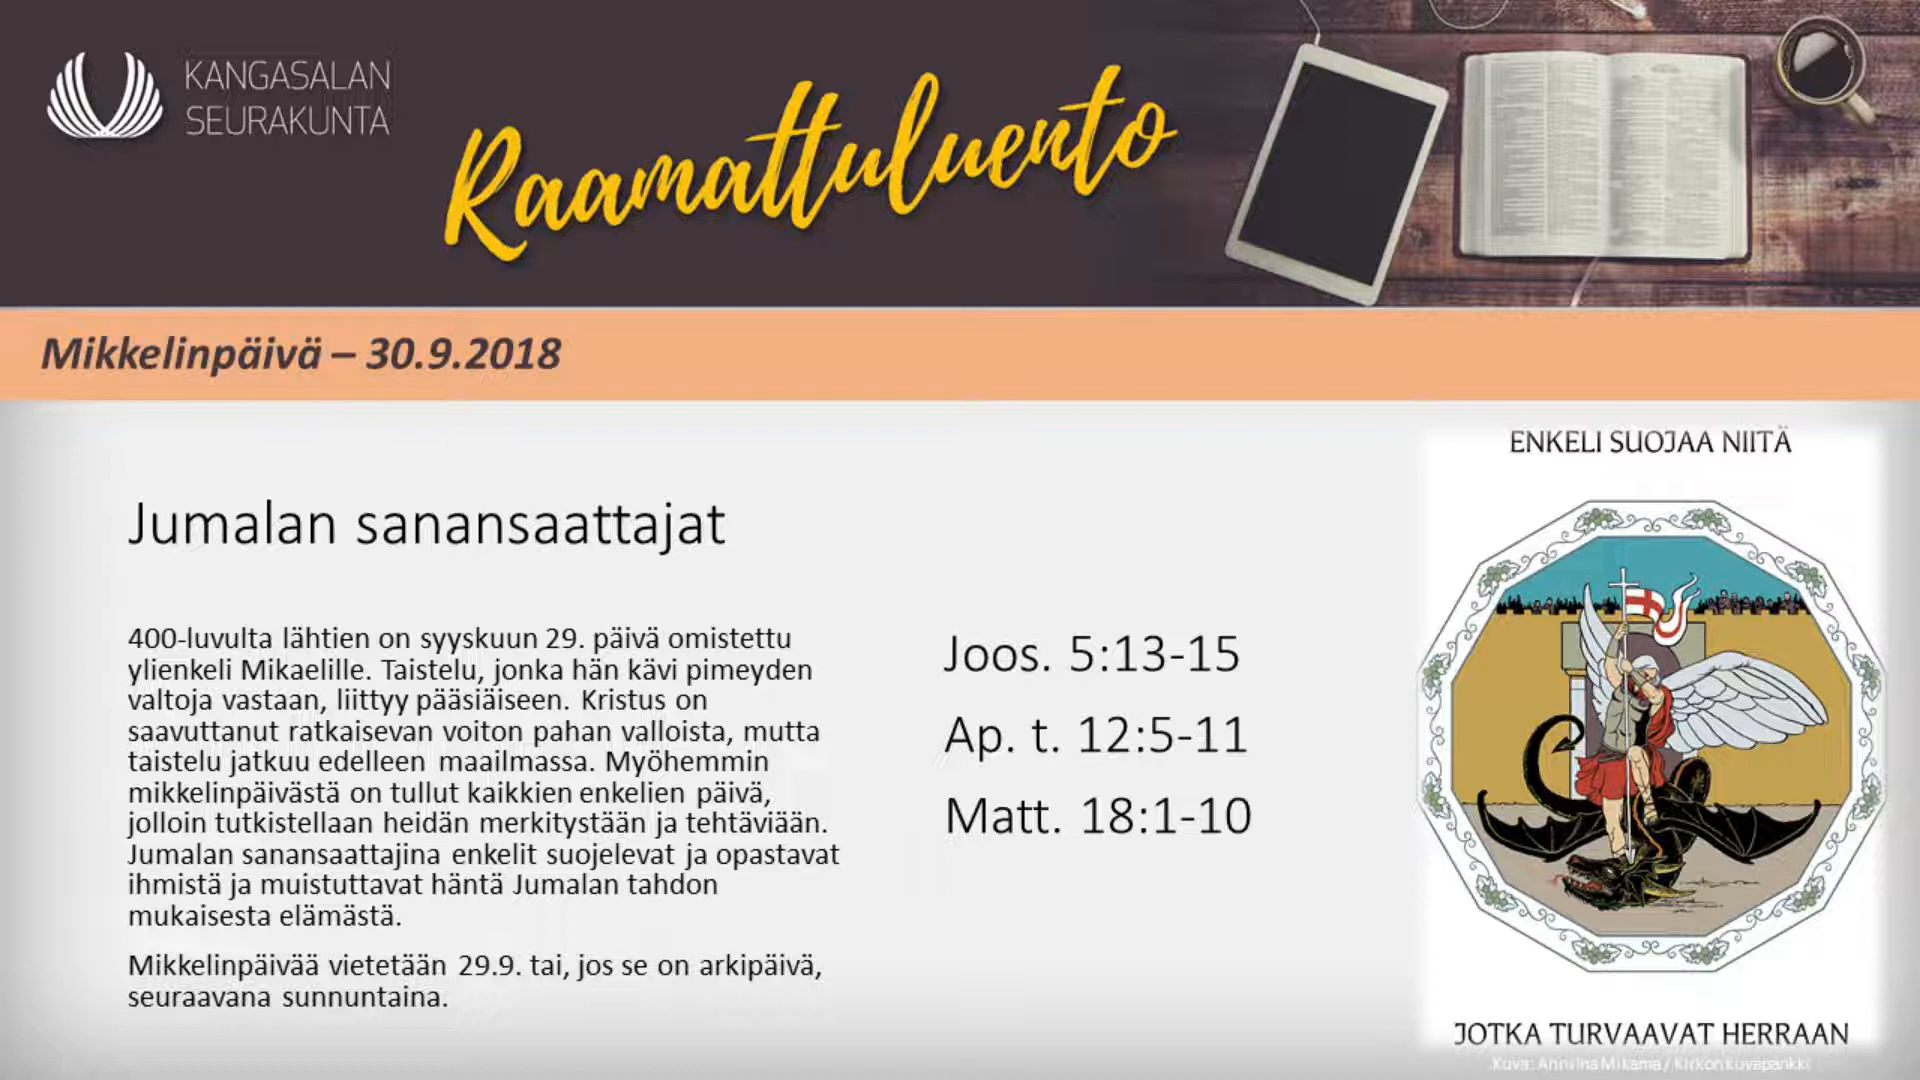 KANGASALAN
SEURAKUNTA
Raamattuluento
Mikkelinpäivä – 30.9.2018
Jumalan sanansaattajat
400-luvulta lähtien on syyskuun 29. päivä omistettu
ylienkeli Mikaelille. Taistelu, jonka hän kävi pimeyden
valtoja vastaan, liittyy pääsiäiseen. Kristus on
saavuttanut ratkaisevan voiton pahan valloista, mutta
taistelu jatkuu edelleen maailmassa. Myöhemmin
mikkelinpäivästä on tullut kaikkien enkelien päivä,
jolloin tutkistellaan heidän merkitystään ja tehtäviään.
Jumalan sanansaattajina enkelit suojelevat ja opastavat
ihmistä ja muistuttavat häntä Jumalan tahdon
mukaisesta elämästä.
Mikkelinpäivää vietetään 29.9. tai, jos se on arkipäivä,
seuraavana sunnuntaina.
Joos. 5:13-15
Ap. t. 12:5-11
Matt. 18:1-10
ENKELI SUOJAA NIITÄ
JOTKA TURVAAVAT HERRAAN
Kuva: / Kirkon kuvapankki